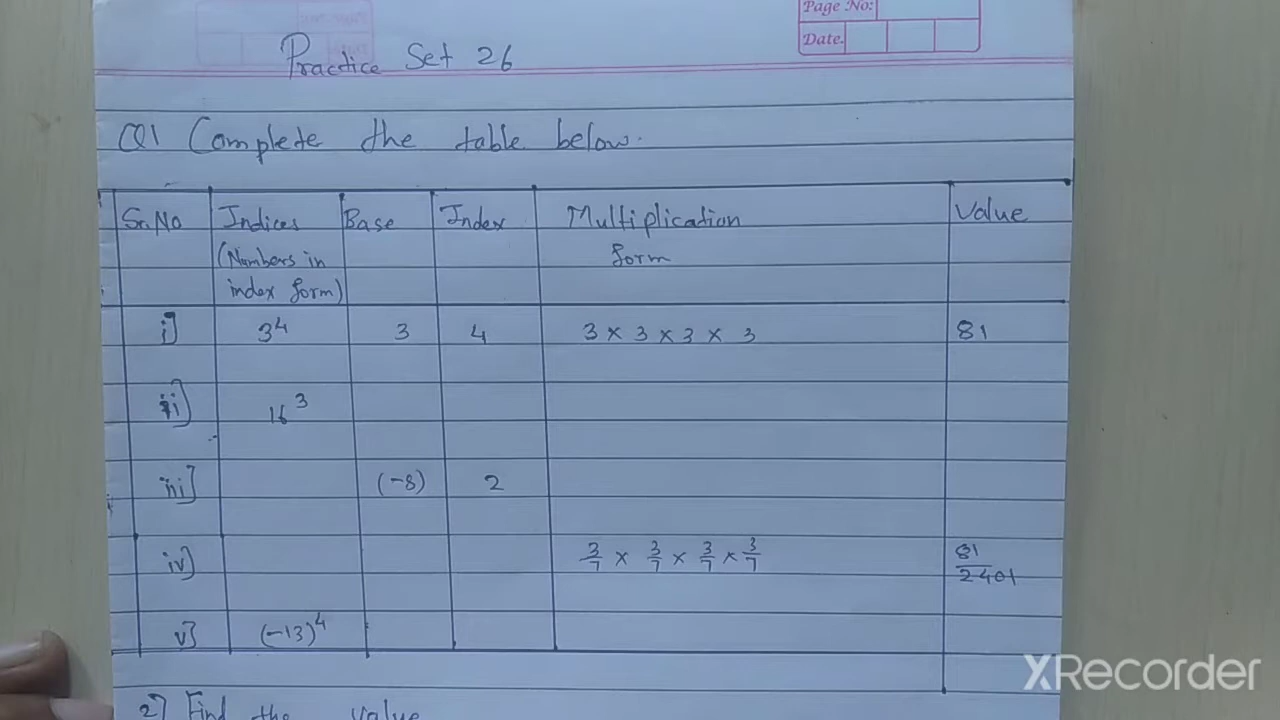 Page No:
Date.
Practice Set 26
Q1 Complete the table below.
Sr.No Indices Base Index Multiplication Value
(Numbers in form
index form)
i] 3⁴ 3 4 3 × 3 × 3 × 3 81
ii] 16³
iii] (-8) 2
iv) 3/7 × 3/7 × 3/7 × 3/7 81/2401
v] (-13)⁴
2] Find the value
XRecorder